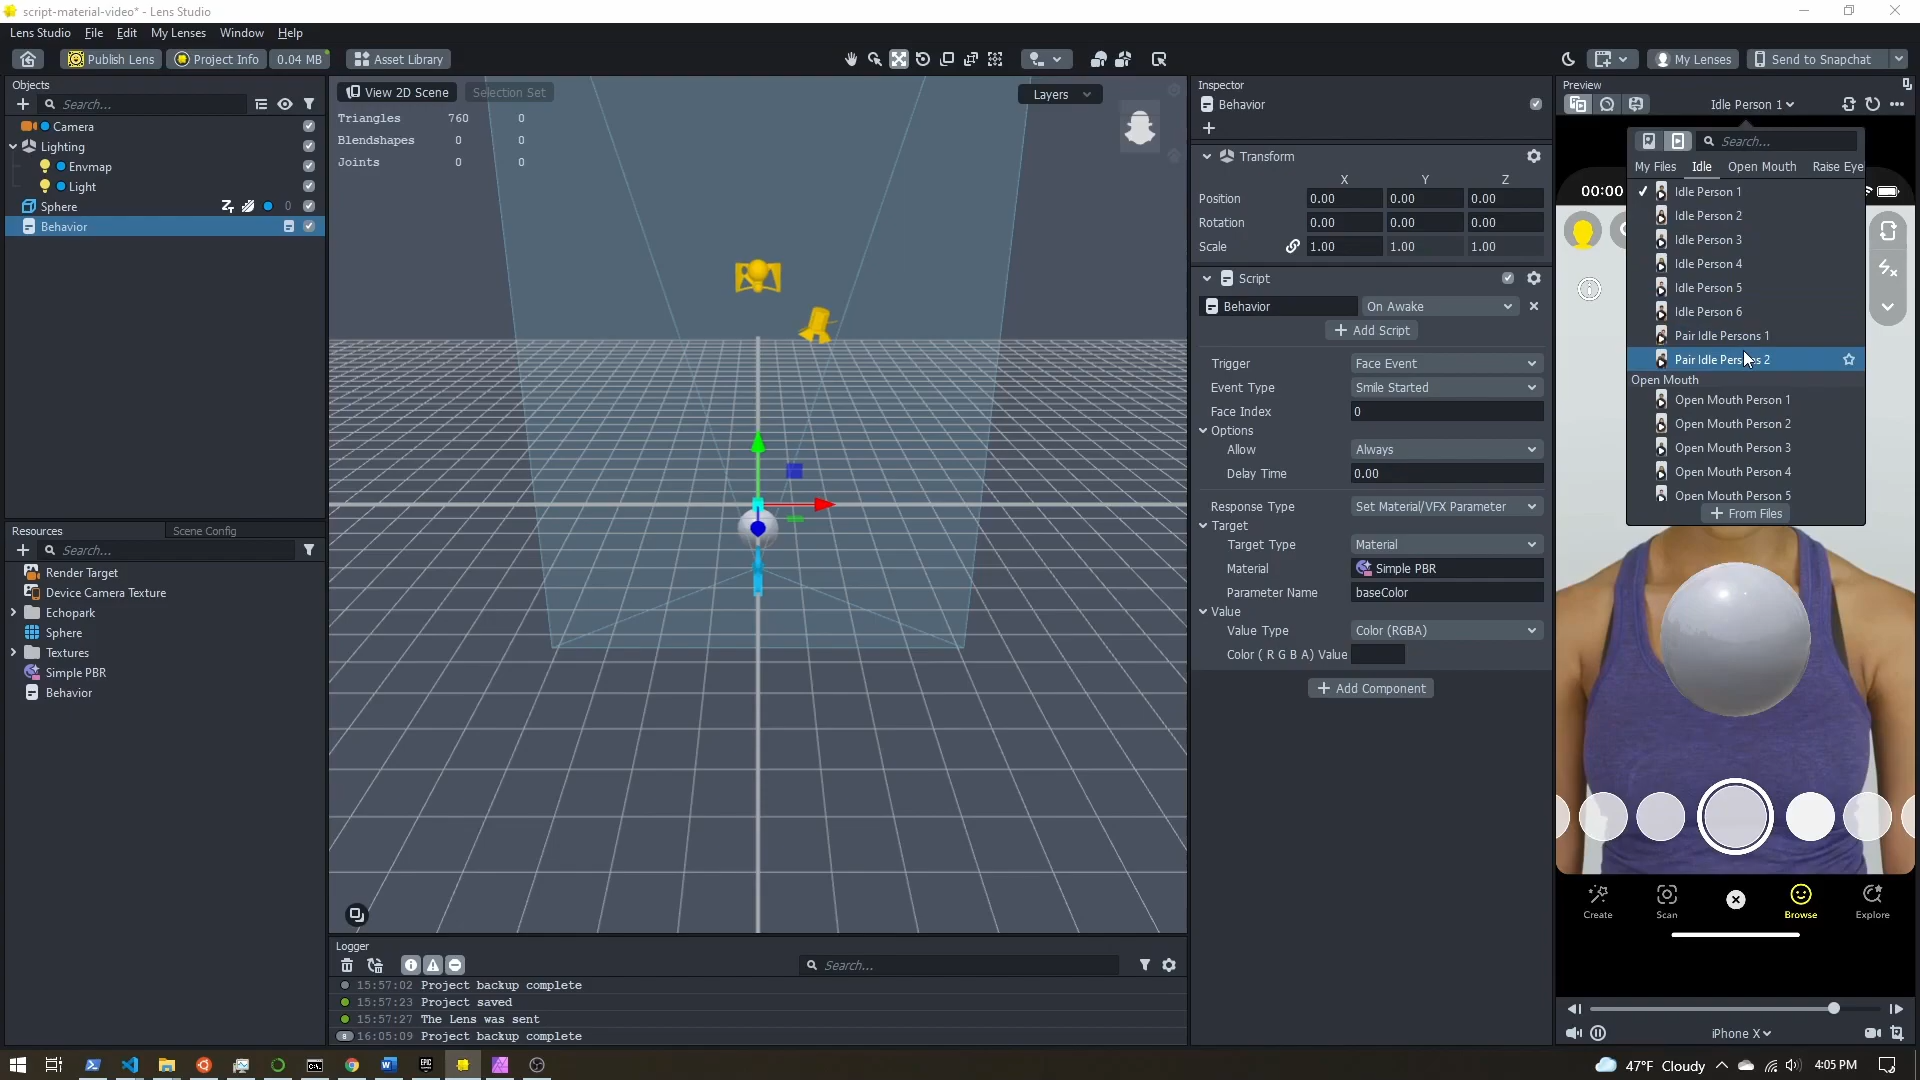 script-material-video* - Lens Studio
Lens Studio File Edit My Lenses Window Help
Publish Lens Project Info 0.04 MB Asset Library My Lenses Send to Snapchat
Objects
Search...
Camera
Lighting
Envmap
Light
Sphere 0
Behavior
Resources Scene Config
Search...
Render Target
Device Camera Texture
Echopark
Sphere
Textures
Simple PBR
Behavior
View 2D Scene Selection Set Layers
Triangles 760 0
Blendshapes 0 0
Joints 0 0
Logger
Search...
15:57:02 Project backup complete
15:57:23 Project saved
15:57:27 The Lens was sent
8 16:05:09 Project backup complete
Inspector
Behavior
Transform
X Y Z
Position 0.00 0.00 0.00
Rotation 0.00 0.00 0.00
Scale 1.00 1.00 1.00
Script
Behavior On Awake
+ Add Script
Trigger Face Event
Event Type Smile Started
Face Index 0
Options
Allow Always
Delay Time 0.00
Response Type Set Material/VFX Parameter
Target
Target Type Material
Material Simple PBR
Parameter Name baseColor
Value
Value Type Color (RGBA)
Color ( R G B A) Value
+ Add Component
Preview
Idle Person 1
Search...
My Files Idle Open Mouth Raise Eye
00:00
Idle Person 1
Idle Person 2
Idle Person 3
Idle Person 4
Idle Person 5
Idle Person 6
Pair Idle Persons 1
Pair Idle Persons 2
Open Mouth
Open Mouth Person 1
Open Mouth Person 2
Open Mouth Person 3
Open Mouth Person 4
Open Mouth Person 5
+ From Files
Create Scan Browse Explore
iPhone X
47°F Cloudy 4:05 PM